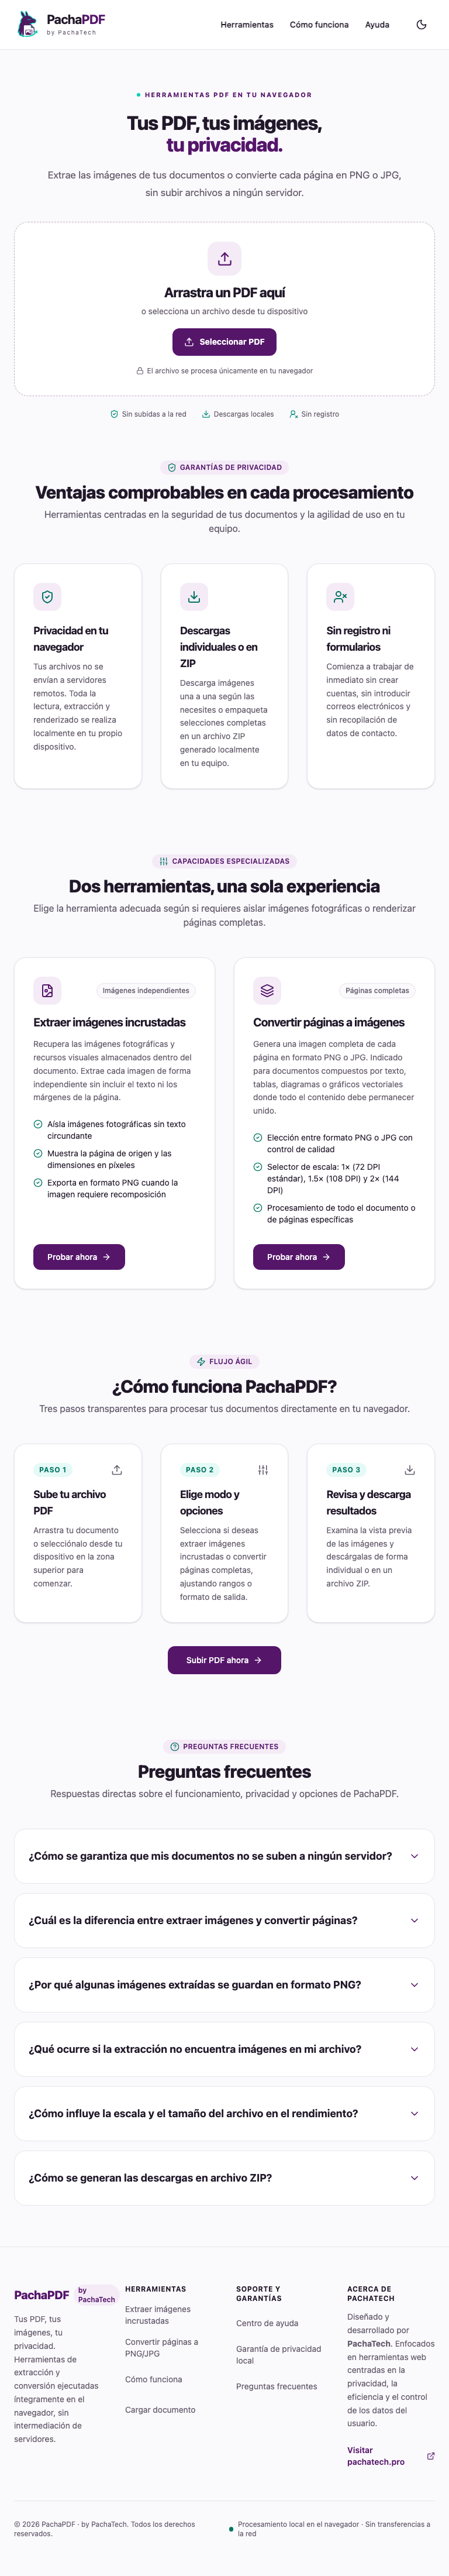 PachaPDF
by PachaTech
Herramientas
Cómo funciona
Ayuda
HERRAMIENTAS PDF EN TU NAVEGADOR
Tus PDF, tus imágenes,
tu privacidad.
Extrae las imágenes de tus documentos o convierte cada página en PNG o JPG,
sin subir archivos a ningún servidor.
Arrastra un PDF aquí
o selecciona un archivo desde tu dispositivo
Seleccionar PDF
El archivo se procesa únicamente en tu navegador
Sin subidas a la red
Descargas locales
Sin registro
GARANTÍAS DE PRIVACIDAD
Ventajas comprobables en cada procesamiento
Herramientas centradas en la seguridad de tus documentos y la agilidad de uso en tu
equipo.
Privacidad en tu
navegador
Tus archivos no se
envían a servidores
remotos. Toda la
lectura, extracción y
renderizado se realiza
localmente en tu propio
dispositivo.
Descargas
individuales o en
ZIP
Descarga imágenes
una a una según las
necesites o empaqueta
selecciones completas
en un archivo ZIP
generado localmente
en tu equipo.
Sin registro ni
formularios
Comienza a trabajar de
inmediato sin crear
cuentas, sin introducir
correos electrónicos y
sin recopilación de
datos de contacto.
CAPACIDADES ESPECIALIZADAS
Dos herramientas, una sola experiencia
Elige la herramienta adecuada según si requieres aislar imágenes fotográficas o renderizar
páginas completas.
Imágenes independientes
Extraer imágenes incrustadas
Recupera las imágenes fotográficas y
recursos visuales almacenados dentro del
documento. Extrae cada imagen de forma
independiente sin incluir el texto ni los
márgenes de la página.
Aísla imágenes fotográficas sin texto
circundante
Muestra la página de origen y las
dimensiones en píxeles
Exporta en formato PNG cuando la
imagen requiere recomposición
Probar ahora
Páginas completas
Convertir páginas a imágenes
Genera una imagen completa de cada
página en formato PNG o JPG. Indicado
para documentos compuestos por texto,
tablas, diagramas o gráficos vectoriales
donde todo el contenido debe permanecer
unido.
Elección entre formato PNG o JPG con
control de calidad
Selector de escala: 1× (72 DPI
estándar), 1.5× (108 DPI) y 2× (144
DPI)
Procesamiento de todo el documento o
de páginas específicas
Probar ahora
FLUJO ÁGIL
¿Cómo funciona PachaPDF?
Tres pasos transparentes para procesar tus documentos directamente en tu navegador.
PASO 1
Sube tu archivo
PDF
Arrastra tu documento
o selecciónalo desde tu
dispositivo en la zona
superior para
comenzar.
PASO 2
Elige modo y
opciones
Selecciona si deseas
extraer imágenes
incrustadas o convertir
páginas completas,
ajustando rangos o
formato de salida.
PASO 3
Revisa y descarga
resultados
Examina la vista previa
de las imágenes y
descárgalas de forma
individual o en un
archivo ZIP.
Subir PDF ahora
PREGUNTAS FRECUENTES
Preguntas frecuentes
Respuestas directas sobre el funcionamiento, privacidad y opciones de PachaPDF.
¿Cómo se garantiza que mis documentos no se suben a ningún servidor?
¿Cuál es la diferencia entre extraer imágenes y convertir páginas?
¿Por qué algunas imágenes extraídas se guardan en formato PNG?
¿Qué ocurre si la extracción no encuentra imágenes en mi archivo?
¿Cómo influye la escala y el tamaño del archivo en el rendimiento?
¿Cómo se generan las descargas en archivo ZIP?
PachaPDF
by
PachaTech
Tus PDF, tus
imágenes, tu
privacidad.
Herramientas de
extracción y
conversión ejecutadas
íntegramente en el
navegador, sin
intermediación de
servidores.
HERRAMIENTAS
Extraer imágenes
incrustadas
Convertir páginas a
PNG/JPG
Cómo funciona
Cargar documento
SOPORTE Y
GARANTÍAS
Centro de ayuda
Garantía de privacidad
local
Preguntas frecuentes
ACERCA DE
PACHATECH
Diseñado y
desarrollado por
PachaTech. Enfocados
en herramientas web
centradas en la
privacidad, la
eficiencia y el control
de los datos del
usuario.
Visitar
pachatech.pro
© 2026 PachaPDF · by PachaTech. Todos los derechos
reservados.
Procesamiento local en el navegador · Sin transferencias a
la red